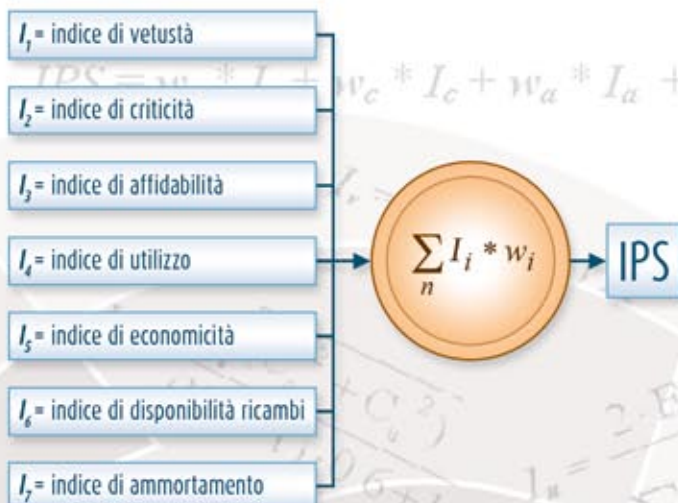 I1 = indice di vetustà
I2 = indice di criticità
I3 = indice di affidabilità
I4 = indice di utilizzo
I5 = indice di economicità
I6 = indice di disponibilità ricambi
I7 = indice di ammortamento
∑n Ii * wi
IPS